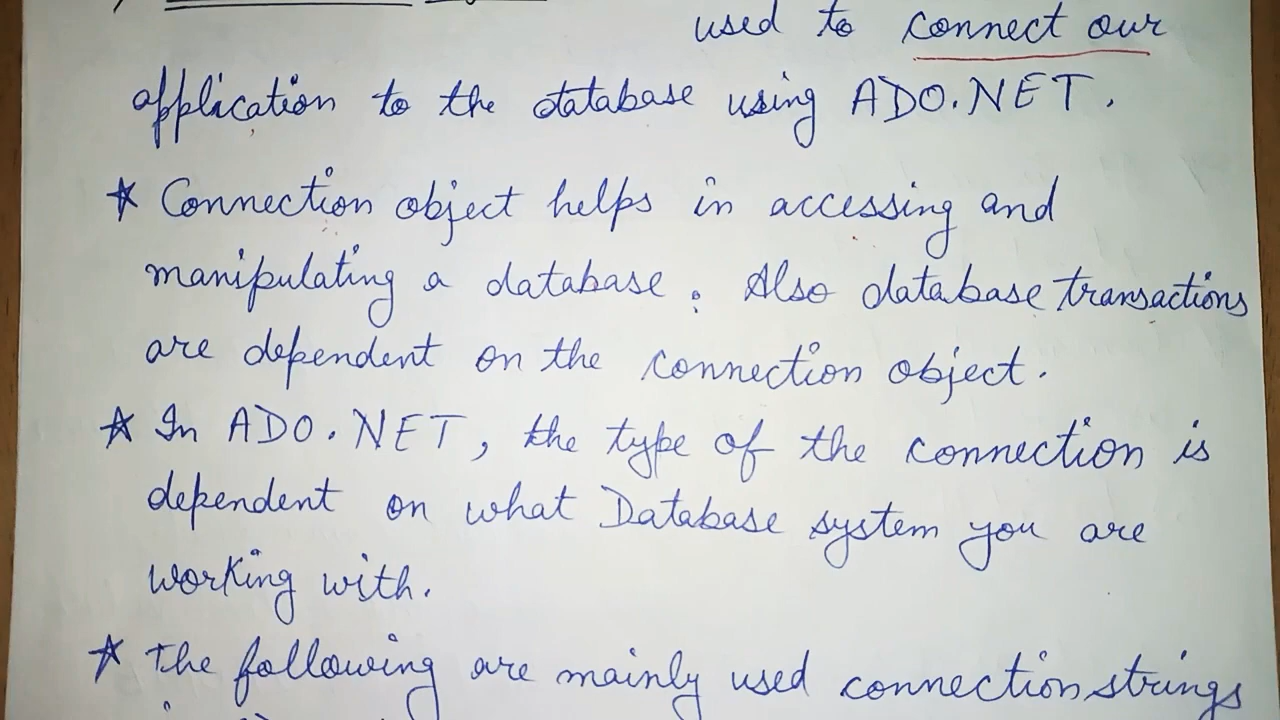 used to connect our
application to the database using ADO.NET.
★ Connection object helps in accessing and
manipulating a database. Also database transactions
are dependent on the connection object.
★ In ADO.NET, the type of the connection is
dependent on what Database system you are
working with.
★ The following are mainly used connection strings